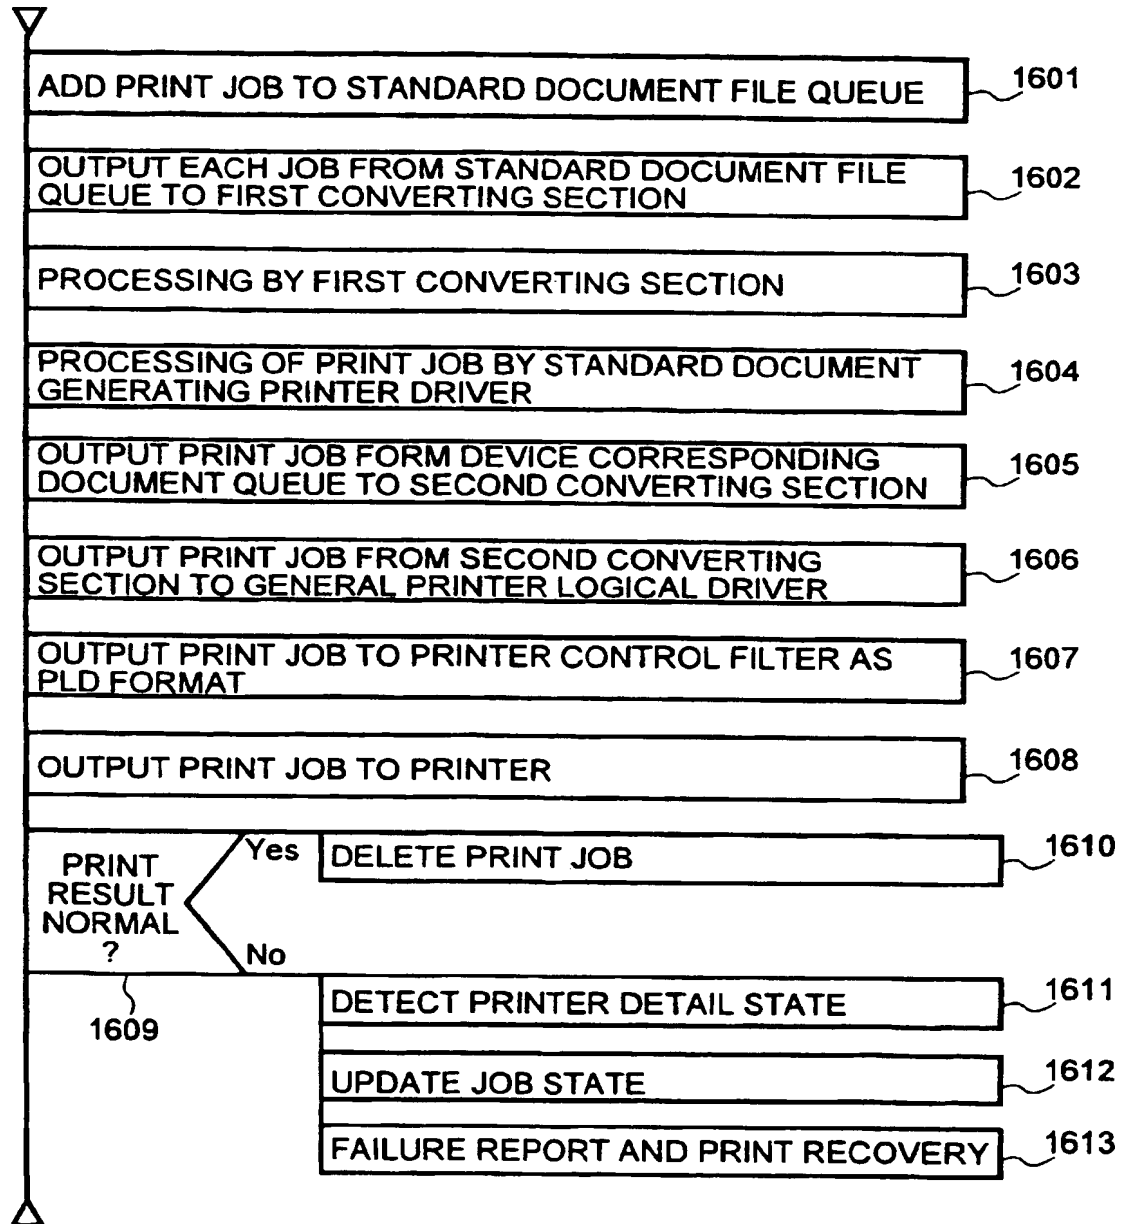 ADD PRINT JOB TO STANDARD DOCUMENT FILE QUEUE
1601
OUTPUT EACH JOB FROM STANDARD DOCUMENT FILE
QUEUE TO FIRST CONVERTING SECTION
1602
PROCESSING BY FIRST CONVERTING SECTION
1603
PROCESSING OF PRINT JOB BY STANDARD DOCUMENT
GENERATING PRINTER DRIVER
1604
OUTPUT PRINT JOB FORM DEVICE CORRESPONDING
DOCUMENT QUEUE TO SECOND CONVERTING SECTION
1605
OUTPUT PRINT JOB FROM SECOND CONVERTING
SECTION TO GENERAL PRINTER LOGICAL DRIVER
1606
OUTPUT PRINT JOB TO PRINTER CONTROL FILTER AS
PLD FORMAT
1607
OUTPUT PRINT JOB TO PRINTER
1608
PRINT
RESULT
NORMAL
?
1609
Yes
DELETE PRINT JOB
1610
No
DETECT PRINTER DETAIL STATE
1611
UPDATE JOB STATE
1612
FAILURE REPORT AND PRINT RECOVERY
1613